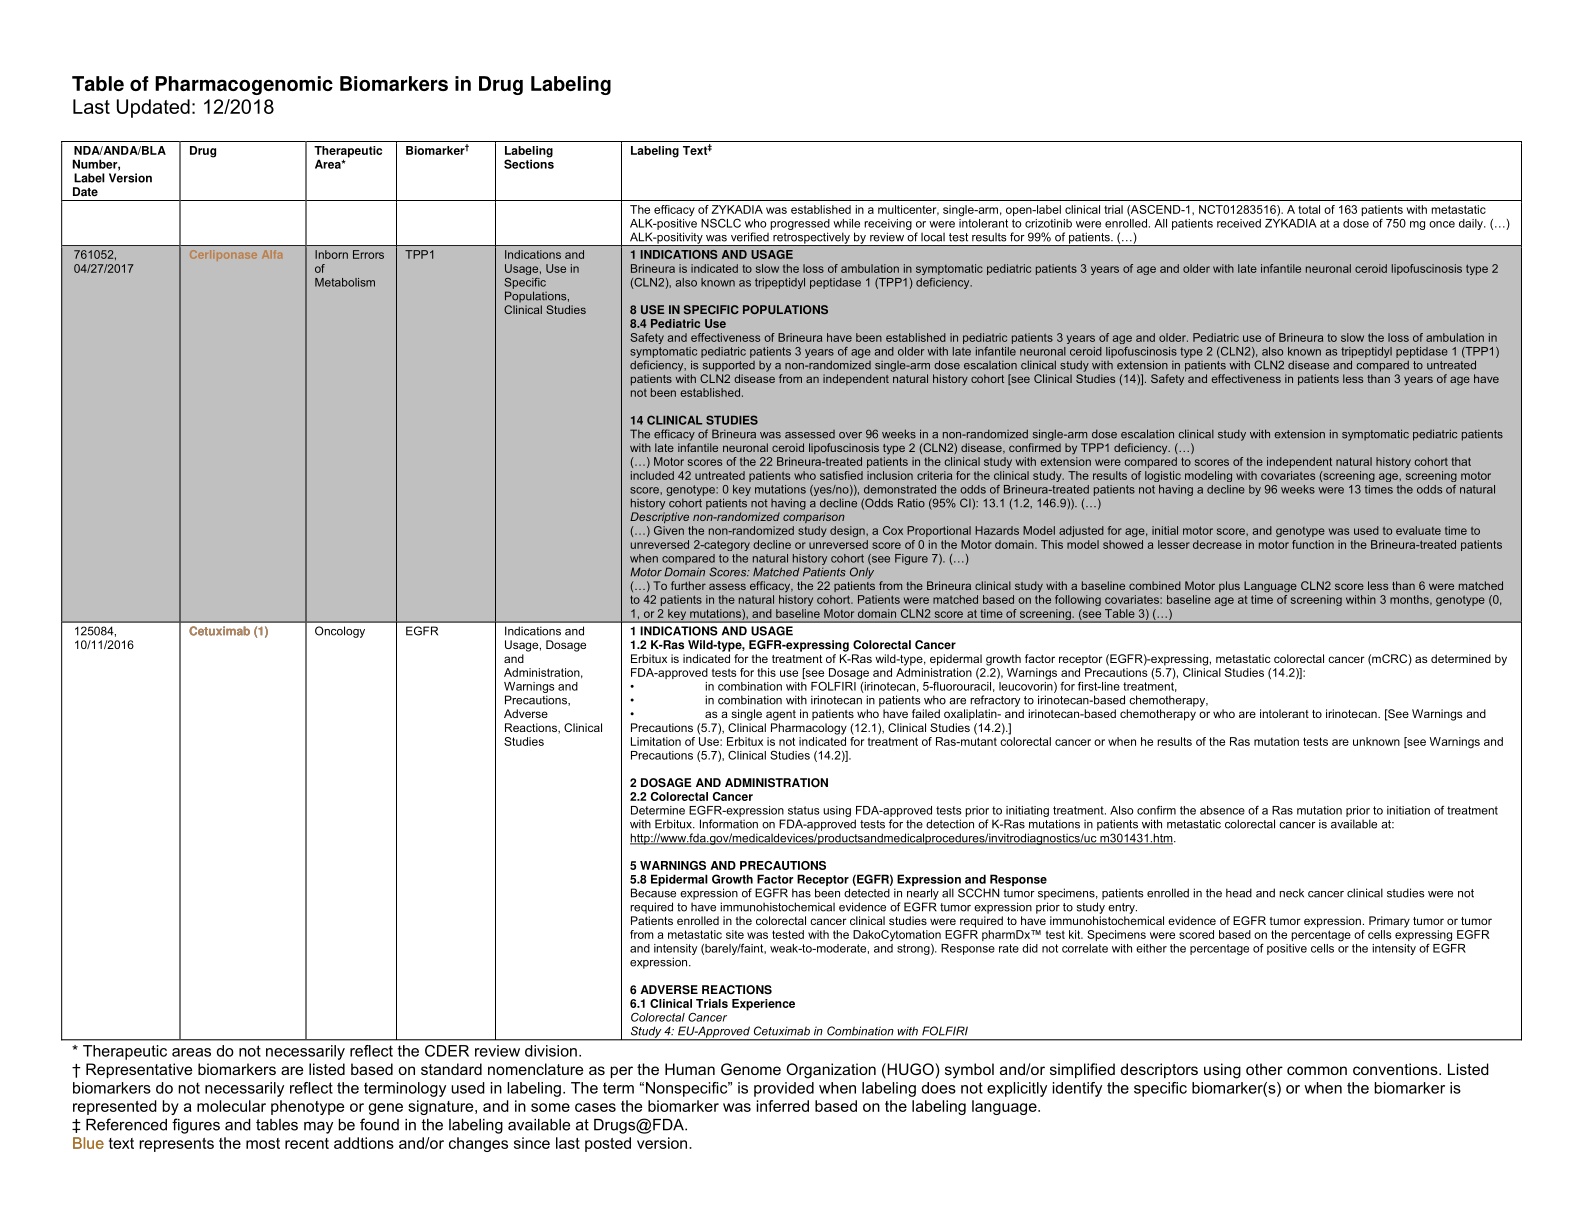 Table of Pharmacogenomic Biomarkers in Drug Labeling
Last Updated: 12/2018
NDA/ANDA/BLA
Number,
Label Version
Date
Drug
Therapeutic
Area*
Biomarker†
Labeling
Sections
Labeling Text‡
The efficacy of ZYKADIA was established in a multicenter, single-arm, open-label clinical trial (ASCEND-1, NCT01283516). A total of 163 patients with metastatic
ALK-positive NSCLC who progressed while receiving or were intolerant to crizotinib were enrolled. All patients received ZYKADIA at a dose of 750 mg once daily. (…)
ALK-positivity was verified retrospectively by review of local test results for 99% of patients. (…)
761052,
04/27/2017
Cerliponase Alfa
Inborn Errors
of
Metabolism
TPP1
Indications and
Usage, Use in
Specific
Populations,
Clinical Studies
1 INDICATIONS AND USAGE
Brineura is indicated to slow the loss of ambulation in symptomatic pediatric patients 3 years of age and older with late infantile neuronal ceroid lipofuscinosis type 2
(CLN2), also known as tripeptidyl peptidase 1 (TPP1) deficiency.
8 USE IN SPECIFIC POPULATIONS
8.4 Pediatric Use
Safety and effectiveness of Brineura have been established in pediatric patients 3 years of age and older. Pediatric use of Brineura to slow the loss of ambulation in
symptomatic pediatric patients 3 years of age and older with late infantile neuronal ceroid lipofuscinosis type 2 (CLN2), also known as tripeptidyl peptidase 1 (TPP1)
deficiency, is supported by a non-randomized single-arm dose escalation clinical study with extension in patients with CLN2 disease and compared to untreated
patients with CLN2 disease from an independent natural history cohort [see Clinical Studies (14)]. Safety and effectiveness in patients less than 3 years of age have
not been established.
14 CLINICAL STUDIES
The efficacy of Brineura was assessed over 96 weeks in a non-randomized single-arm dose escalation clinical study with extension in symptomatic pediatric patients
with late infantile neuronal ceroid lipofuscinosis type 2 (CLN2) disease, confirmed by TPP1 deficiency. (…)
(…) Motor scores of the 22 Brineura-treated patients in the clinical study with extension were compared to scores of the independent natural history cohort that
included 42 untreated patients who satisfied inclusion criteria for the clinical study. The results of logistic modeling with covariates (screening age, screening motor
score, genotype: 0 key mutations (yes/no)), demonstrated the odds of Brineura-treated patients not having a decline by 96 weeks were 13 times the odds of natural
history cohort patients not having a decline (Odds Ratio (95% CI): 13.1 (1.2, 146.9)). (…)
Descriptive non-randomized comparison
(…) Given the non-randomized study design, a Cox Proportional Hazards Model adjusted for age, initial motor score, and genotype was used to evaluate time to
unreversed 2-category decline or unreversed score of 0 in the Motor domain. This model showed a lesser decrease in motor function in the Brineura-treated patients
when compared to the natural history cohort (see Figure 7). (…)
Motor Domain Scores: Matched Patients Only
(…) To further assess efficacy, the 22 patients from the Brineura clinical study with a baseline combined Motor plus Language CLN2 score less than 6 were matched
to 42 patients in the natural history cohort. Patients were matched based on the following covariates: baseline age at time of screening within 3 months, genotype (0,
1, or 2 key mutations), and baseline Motor domain CLN2 score at time of screening. (see Table 3) (…)
125084,
10/11/2016
Cetuximab (1)
Oncology
EGFR
Indications and
Usage, Dosage
and
Administration,
Warnings and
Precautions,
Adverse
Reactions, Clinical
Studies
1 INDICATIONS AND USAGE
1.2 K-Ras Wild-type, EGFR-expressing Colorectal Cancer
Erbitux is indicated for the treatment of K-Ras wild-type, epidermal growth factor receptor (EGFR)-expressing, metastatic colorectal cancer (mCRC) as determined by
FDA-approved tests for this use [see Dosage and Administration (2.2), Warnings and Precautions (5.7), Clinical Studies (14.2)]:
• in combination with FOLFIRI (irinotecan, 5-fluorouracil, leucovorin) for first-line treatment,
• in combination with irinotecan in patients who are refractory to irinotecan-based chemotherapy,
• as a single agent in patients who have failed oxaliplatin- and irinotecan-based chemotherapy or who are intolerant to irinotecan. [See Warnings and
Precautions (5.7), Clinical Pharmacology (12.1), Clinical Studies (14.2).]
Limitation of Use: Erbitux is not indicated for treatment of Ras-mutant colorectal cancer or when he results of the Ras mutation tests are unknown [see Warnings and
Precautions (5.7), Clinical Studies (14.2)].
2 DOSAGE AND ADMINISTRATION
2.2 Colorectal Cancer
Determine EGFR-expression status using FDA-approved tests prior to initiating treatment. Also confirm the absence of a Ras mutation prior to initiation of treatment
with Erbitux. Information on FDA-approved tests for the detection of K-Ras mutations in patients with metastatic colorectal cancer is available at:
http://www.fda.gov/medicaldevices/productsandmedicalprocedures/invitrodiagnostics/uc m301431.htm.
5 WARNINGS AND PRECAUTIONS
5.8 Epidermal Growth Factor Receptor (EGFR) Expression and Response
Because expression of EGFR has been detected in nearly all SCCHN tumor specimens, patients enrolled in the head and neck cancer clinical studies were not
required to have immunohistochemical evidence of EGFR tumor expression prior to study entry.
Patients enrolled in the colorectal cancer clinical studies were required to have immunohistochemical evidence of EGFR tumor expression. Primary tumor or tumor
from a metastatic site was tested with the DakoCytomation EGFR pharmDx™ test kit. Specimens were scored based on the percentage of cells expressing EGFR
and intensity (barely/faint, weak-to-moderate, and strong). Response rate did not correlate with either the percentage of positive cells or the intensity of EGFR
expression.
6 ADVERSE REACTIONS
6.1 Clinical Trials Experience
Colorectal Cancer
Study 4: EU-Approved Cetuximab in Combination with FOLFIRI
* Therapeutic areas do not necessarily reflect the CDER review division.
† Representative biomarkers are listed based on standard nomenclature as per the Human Genome Organization (HUGO) symbol and/or simplified descriptors using other common conventions. Listed
biomarkers do not necessarily reflect the terminology used in labeling. The term “Nonspecific” is provided when labeling does not explicitly identify the specific biomarker(s) or when the biomarker is
represented by a molecular phenotype or gene signature, and in some cases the biomarker was inferred based on the labeling language.
‡ Referenced figures and tables may be found in the labeling available at Drugs@FDA.
Blue text represents the most recent addtions and/or changes since last posted version.